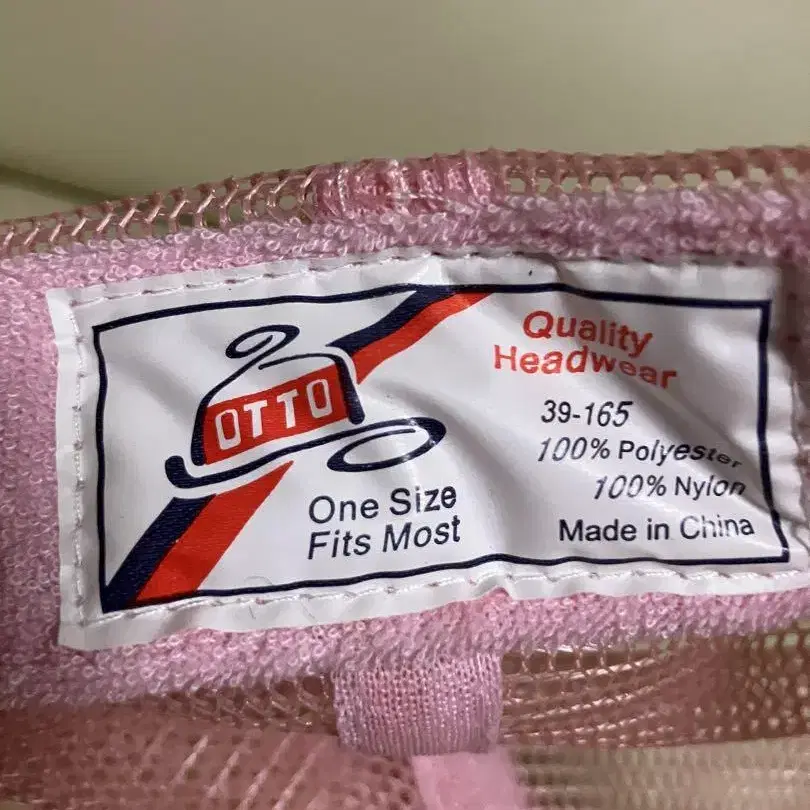 OTTO
One Size
Fits Most
Quality
Headwear
39-165
100% Polyester
100% Nylon
Made in China